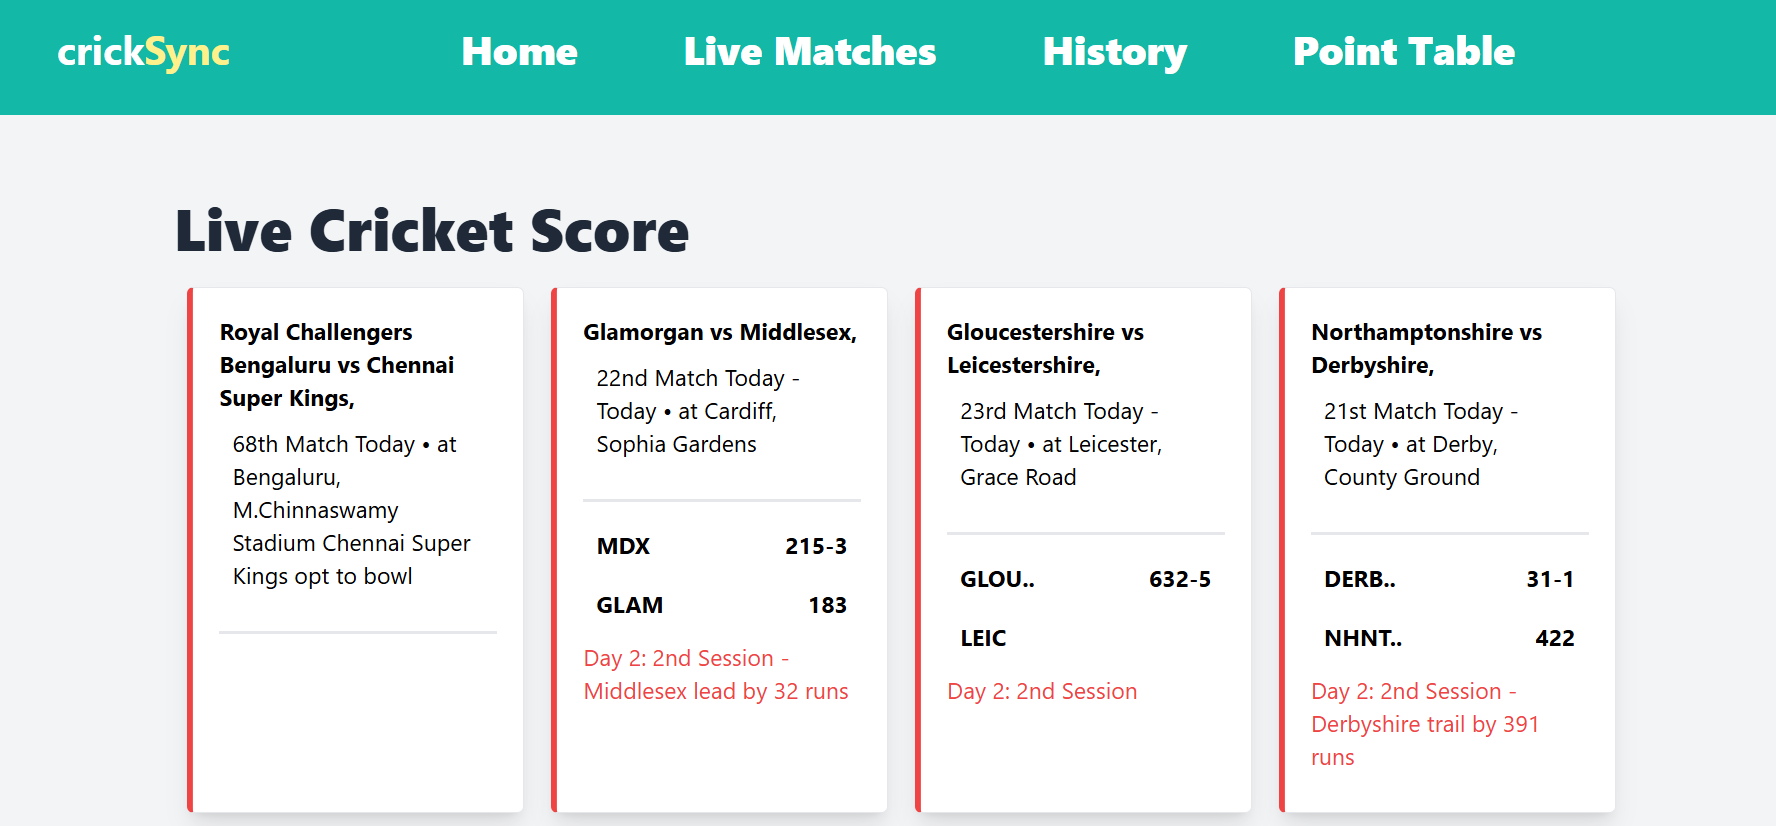 crickSync Home Live Matches History Point Table
Live Cricket Score
Royal Challengers
Bengaluru vs Chennai
Super Kings,
68th Match Today • at
Bengaluru,
M.Chinnaswamy
Stadium Chennai Super
Kings opt to bowl
Glamorgan vs Middlesex,
22nd Match Today -
Today • at Cardiff,
Sophia Gardens
MDX 215-3
GLAM 183
Day 2: 2nd Session -
Middlesex lead by 32 runs
Gloucestershire vs
Leicestershire,
23rd Match Today -
Today • at Leicester,
Grace Road
GLOU.. 632-5
LEIC
Day 2: 2nd Session
Northamptonshire vs
Derbyshire,
21st Match Today -
Today • at Derby,
County Ground
DERB.. 31-1
NHNT.. 422
Day 2: 2nd Session -
Derbyshire trail by 391
runs